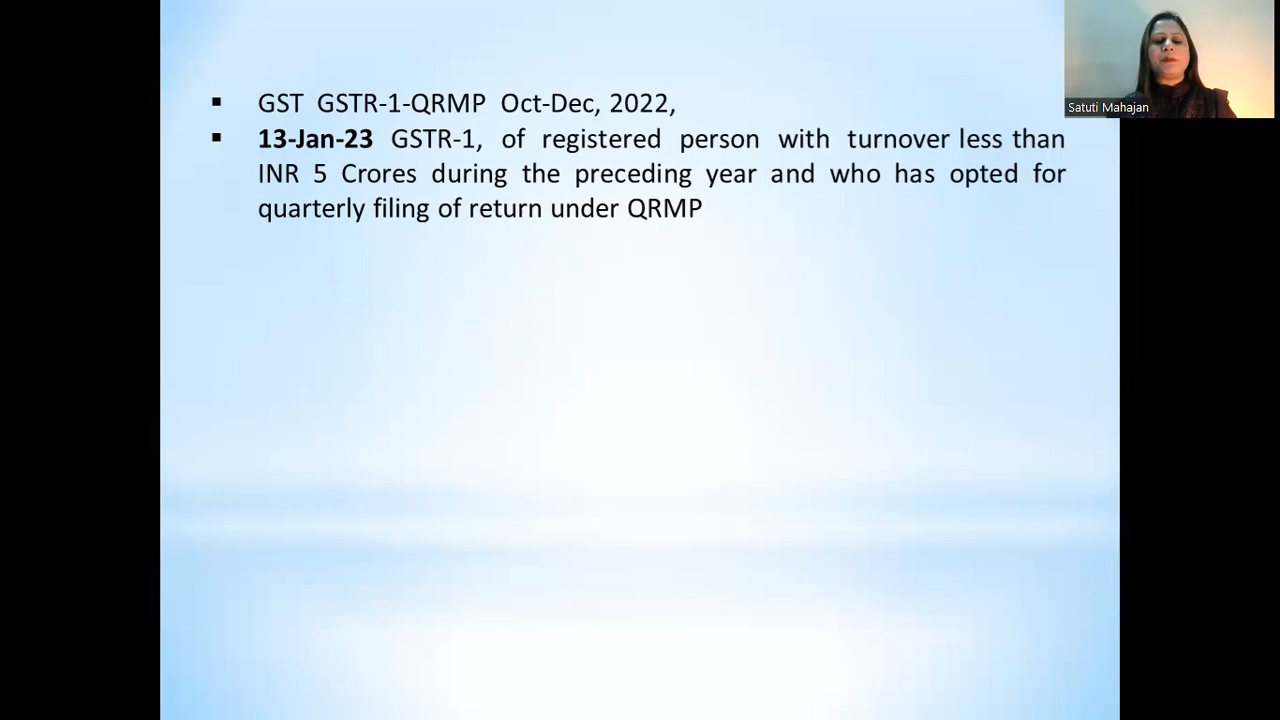 ▪ GST GSTR-1-QRMP Oct-Dec, 2022,
▪ 13-Jan-23 GSTR-1, of registered person with turnover less than
INR 5 Crores during the preceding year and who has opted for
quarterly filing of return under QRMP
Satuti Mahajan